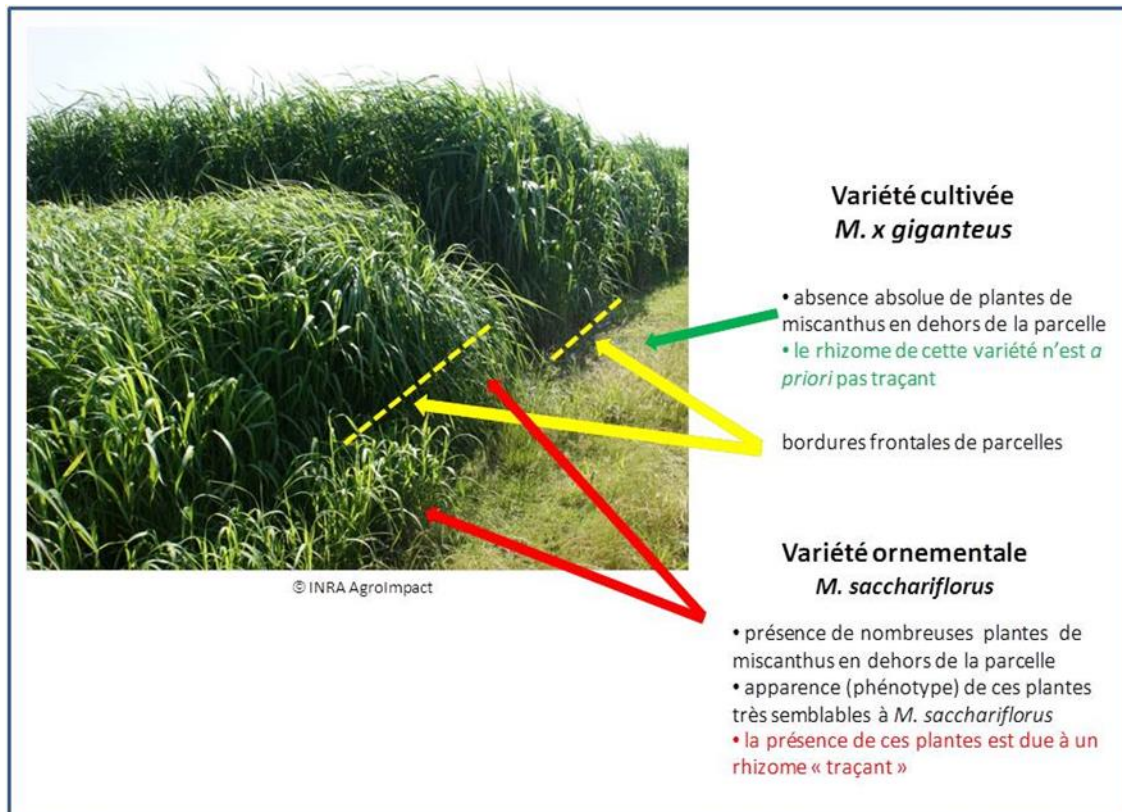 Variété cultivée
M. x giganteus
• absence absolue de plantes de
miscanthus en dehors de la parcelle
• le rhizome de cette variété n’est a
priori pas traçant
bordures frontales de parcelles
© INRA AgroImpact
Variété ornementale
M. sacchariflorus
• présence de nombreuses plantes de
miscanthus en dehors de la parcelle
• apparence (phénotype) de ces plantes
très semblables à M. sacchariflorus
• la présence de ces plantes est due à un
rhizome « traçant »